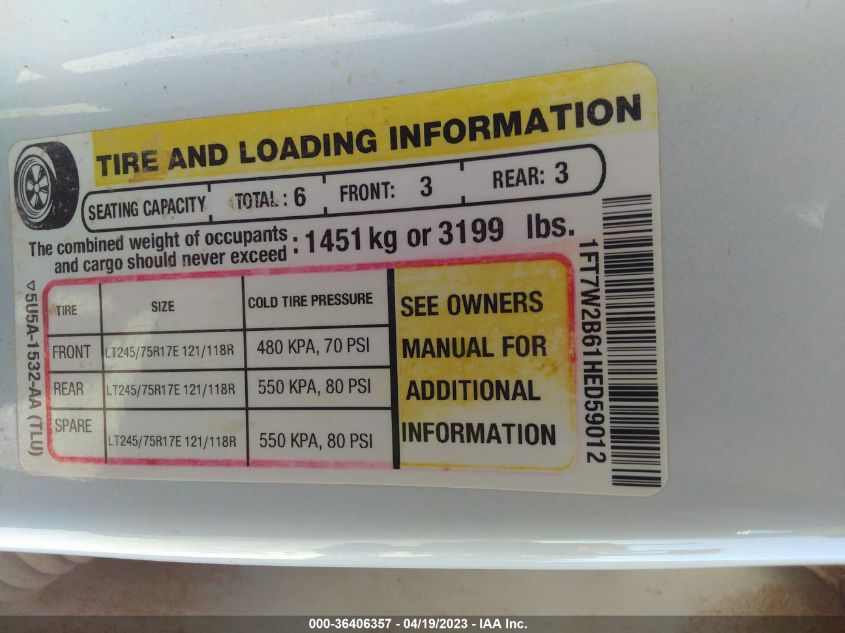 TIRE AND LOADING INFORMATION
SEATING CAPACITY TOTAL: 6 FRONT: 3 REAR: 3
The combined weight of occupants
and cargo should never exceed : 1451 kg or 3199 lbs.
TIRE SIZE COLD TIRE PRESSURE
FRONT LT245/75R17E 121/118R 480 KPA, 70 PSI
REAR LT245/75R17E 121/118R 550 KPA, 80 PSI
SPARE LT245/75R17E 121/118R 550 KPA, 80 PSI
SEE OWNERS
MANUAL FOR
ADDITIONAL
INFORMATION
▽5U5A-1532-AA (TLU)
1FT7W2B61HED59012
000-36406357 - 04/19/2023 - IAA Inc.